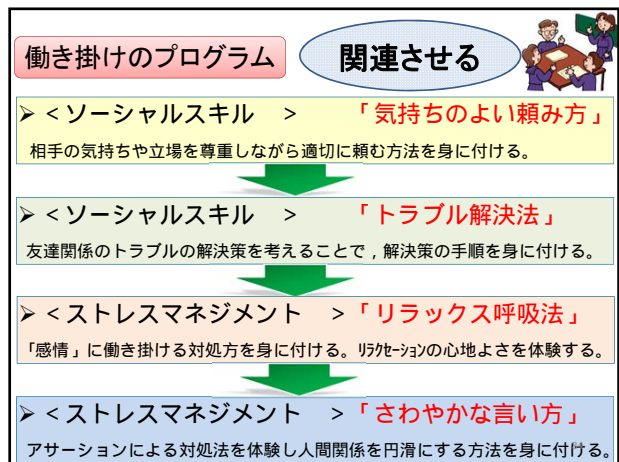 働き掛けのプログラム
関連させる
➢ <ソーシャルスキル > 「気持ちのよい頼み方」
相手の気持ちや立場を尊重しながら適切に頼む方法を身に付ける。
➢ <ソーシャルスキル > 「トラブル解決法」
友達関係のトラブルの解決策を考えることで,解決策の手順を身に付ける。
➢ <ストレスマネジメント >「リラックス呼吸法」
「感情」に働き掛ける対処方を身に付ける。リラクセーションの心地よさを体験する。
➢ <ストレスマネジメント >「さわやかな言い方」
アサーションによる対処法を体験し人間関係を円滑にする方法を身に付ける。